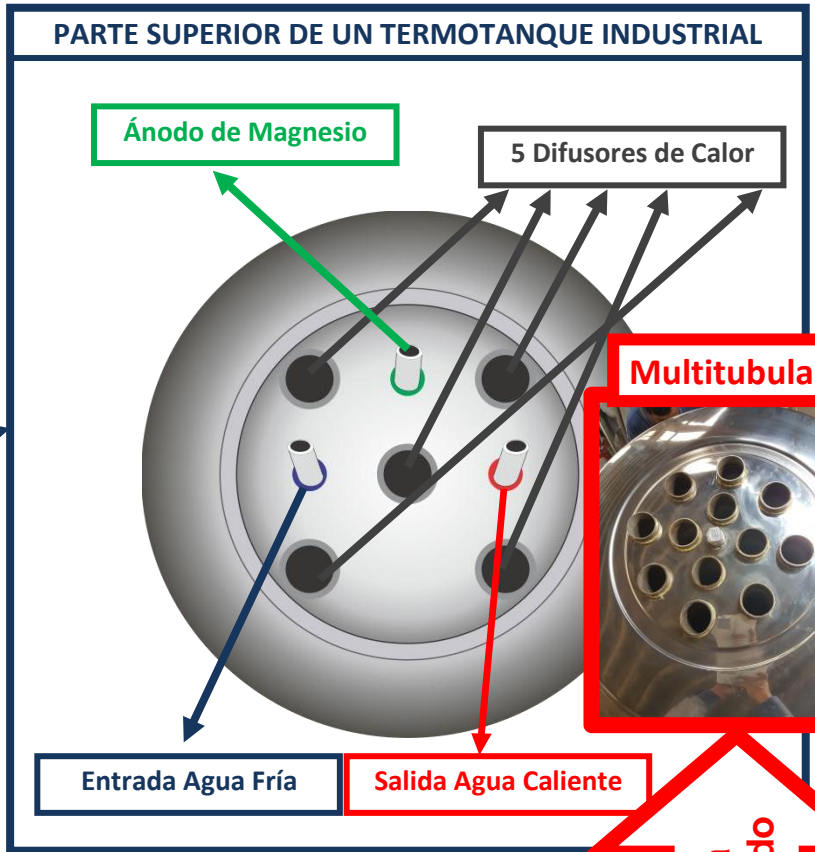 PARTE SUPERIOR DE UN TERMOTANQUE INDUSTRIAL
Ánodo de Magnesio
5 Difusores de Calor
Multitubula
Entrada Agua Fría
Salida Agua Caliente